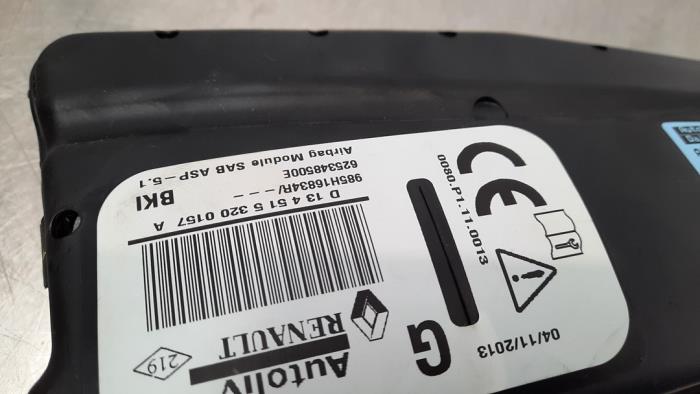 Autoliv
RENAULT
219
D 13 4 51 5 320 0157 A
985H16834R/---
625348500E
Airbag Module SAB ASP-5.1
BKI
G
04/11/2013
CE
0080.P1.11.0013